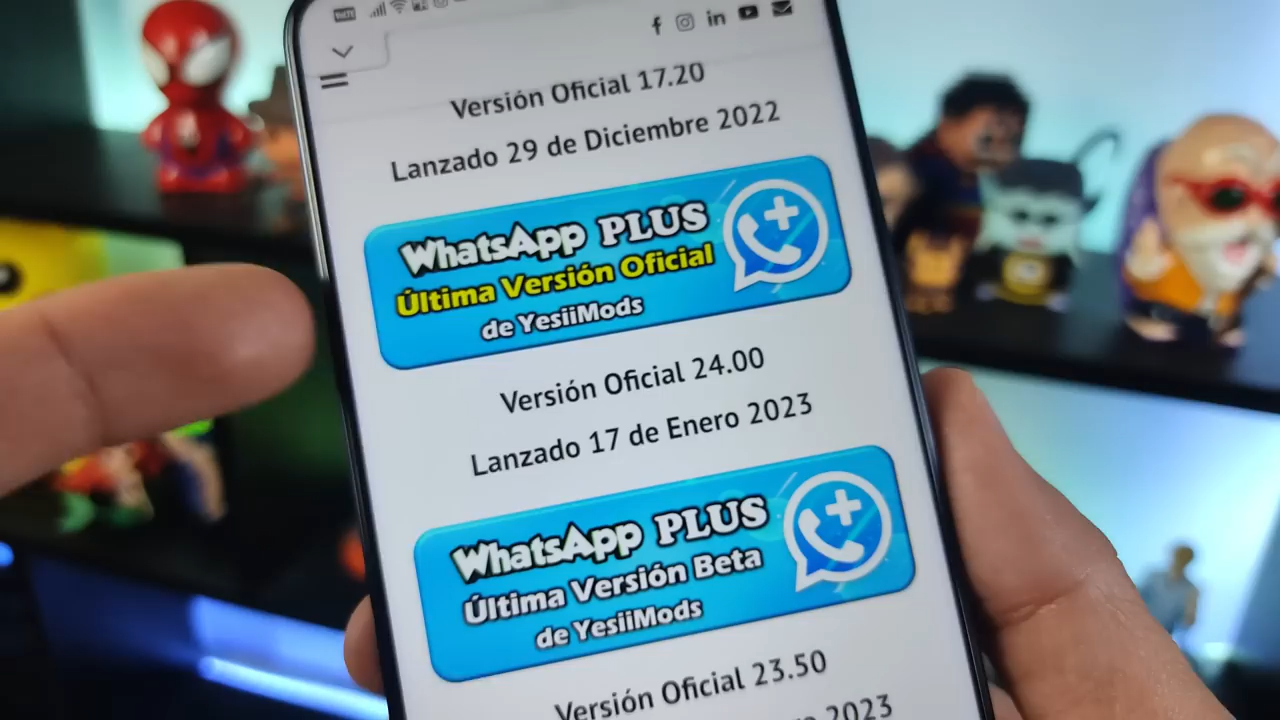 in
Versión Oficial 17.20
Lanzado 29 de Diciembre 2022
WhatsApp PLUS
Última Versión Oficial
de YesiiMods
Versión Oficial 24.00
Lanzado 17 de Enero 2023
WhatsApp PLUS
Última Versión Beta
de YesiiMods
Versión Oficial 23.50
2023